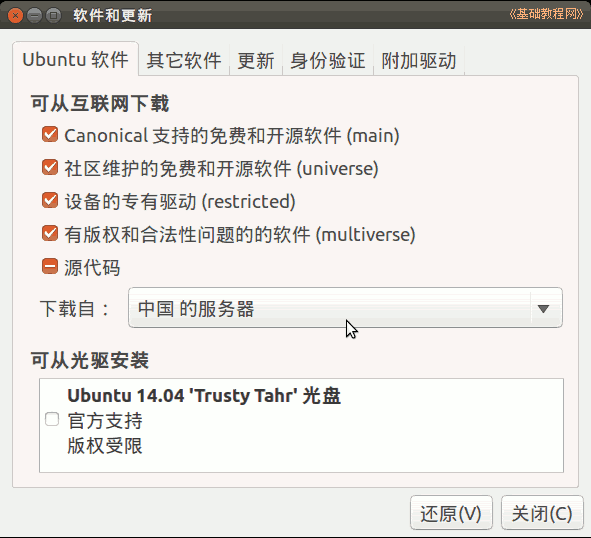 软件和更新
《基础教程网》
Ubuntu 软件 其它软件 更新 身份验证 附加驱动
可从互联网下载
Canonical 支持的免费和开源软件 (main)
社区维护的免费和开源软件 (universe)
设备的专有驱动 (restricted)
有版权和合法性问题的的软件 (multiverse)
源代码
下载自： 中国 的服务器
可从光驱安装
Ubuntu 14.04 'Trusty Tahr' 光盘
官方支持
版权受限
还原(V) 关闭(C)